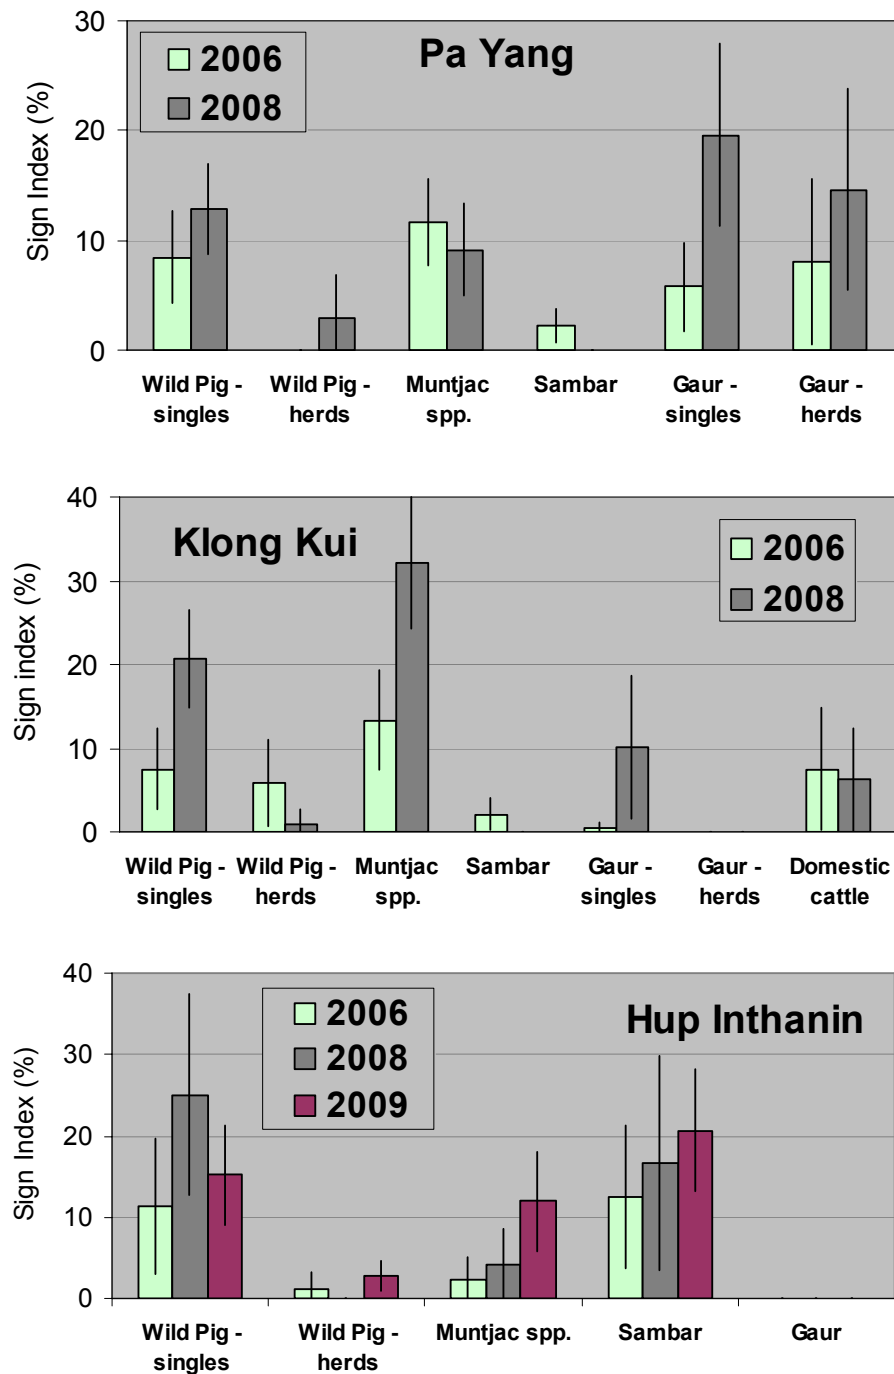 30
2006
Pa Yang
2008
20
Sign Index (%)
10
0
Wild Pig -
singles
Wild Pig -
herds
Muntjac
spp.
Sambar
Gaur -
singles
Gaur -
herds
40
Klong Kui
2006
2008
30
Sign index (%)
20
10
0
Wild Pig -
singles
Wild Pig -
herds
Muntjac
spp.
Sambar
Gaur -
singles
Gaur -
herds
Domestic
cattle
40
2006
Hup Inthanin
2008
2009
30
Sign Index (%)
20
10
0
Wild Pig -
singles
Wild Pig -
herds
Muntjac spp.
Sambar
Gaur